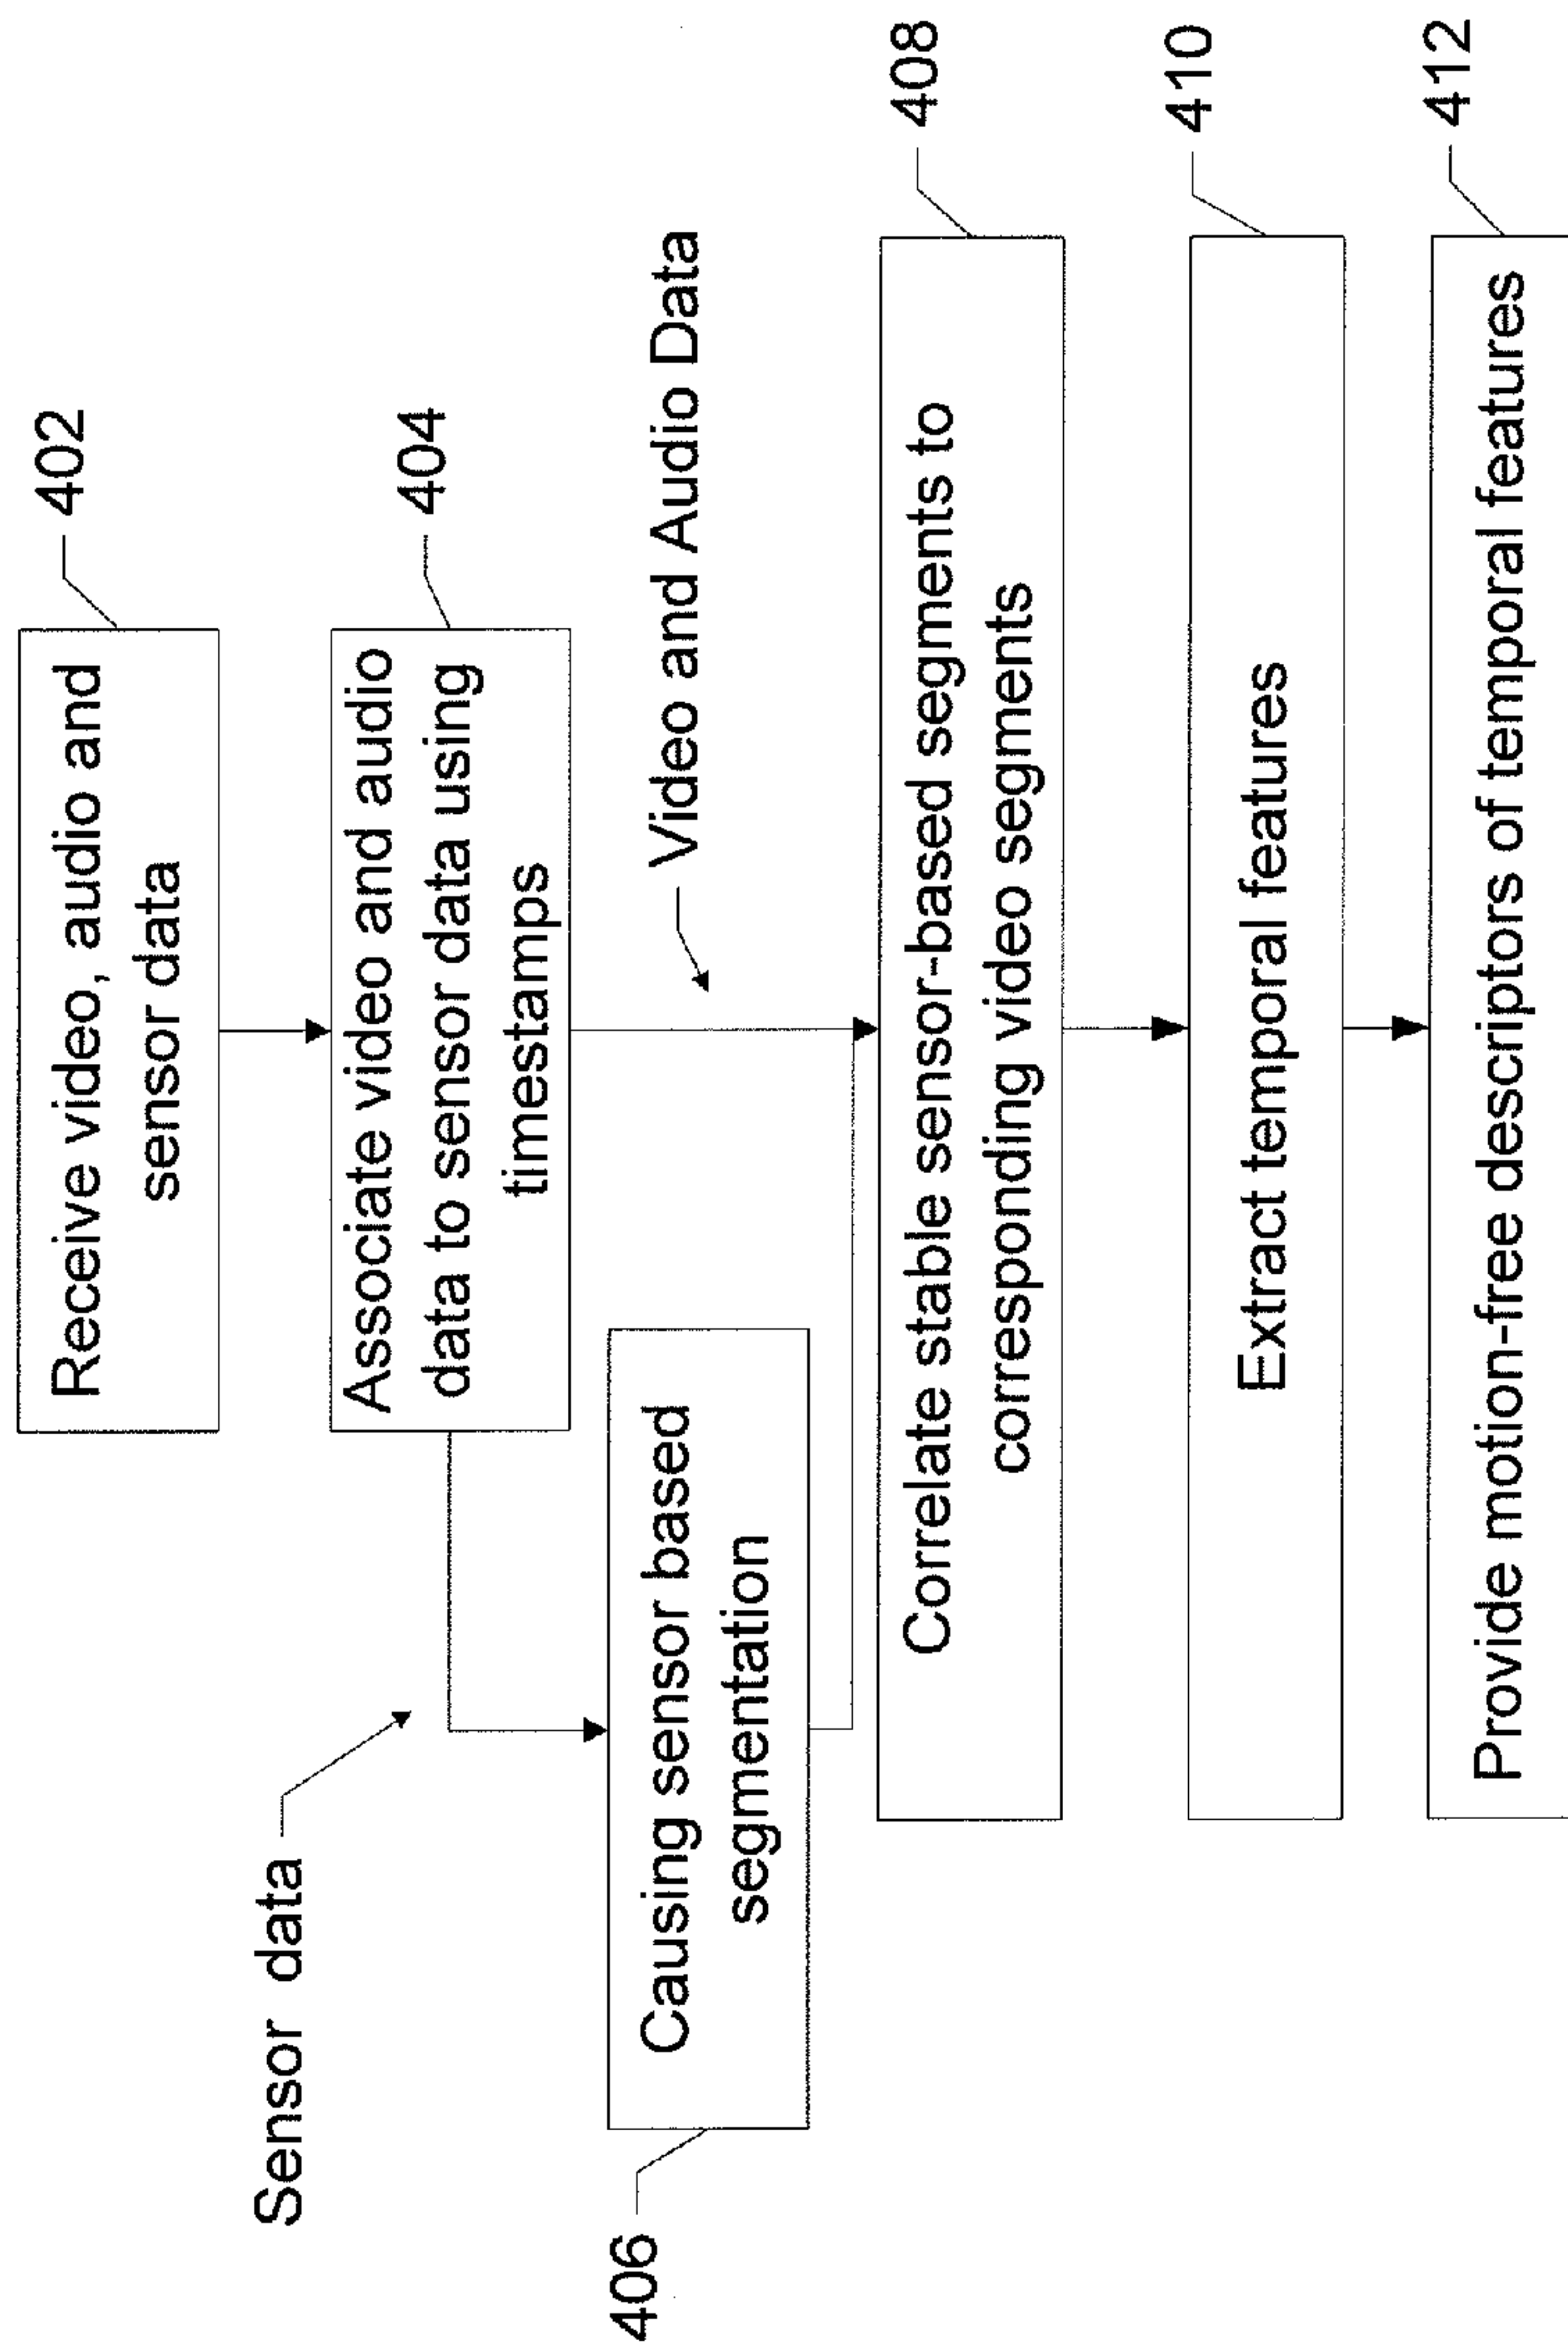 Receive video, audio and
sensor data
402
Associate video and audio
data to sensor data using
timestamps
404
Sensor data
Video and Audio Data
Causing sensor based
segmentation
406
Correlate stable sensor-based segments to
corresponding video segments
408
Extract temporal features
410
Provide motion-free descriptors of temporal features
412